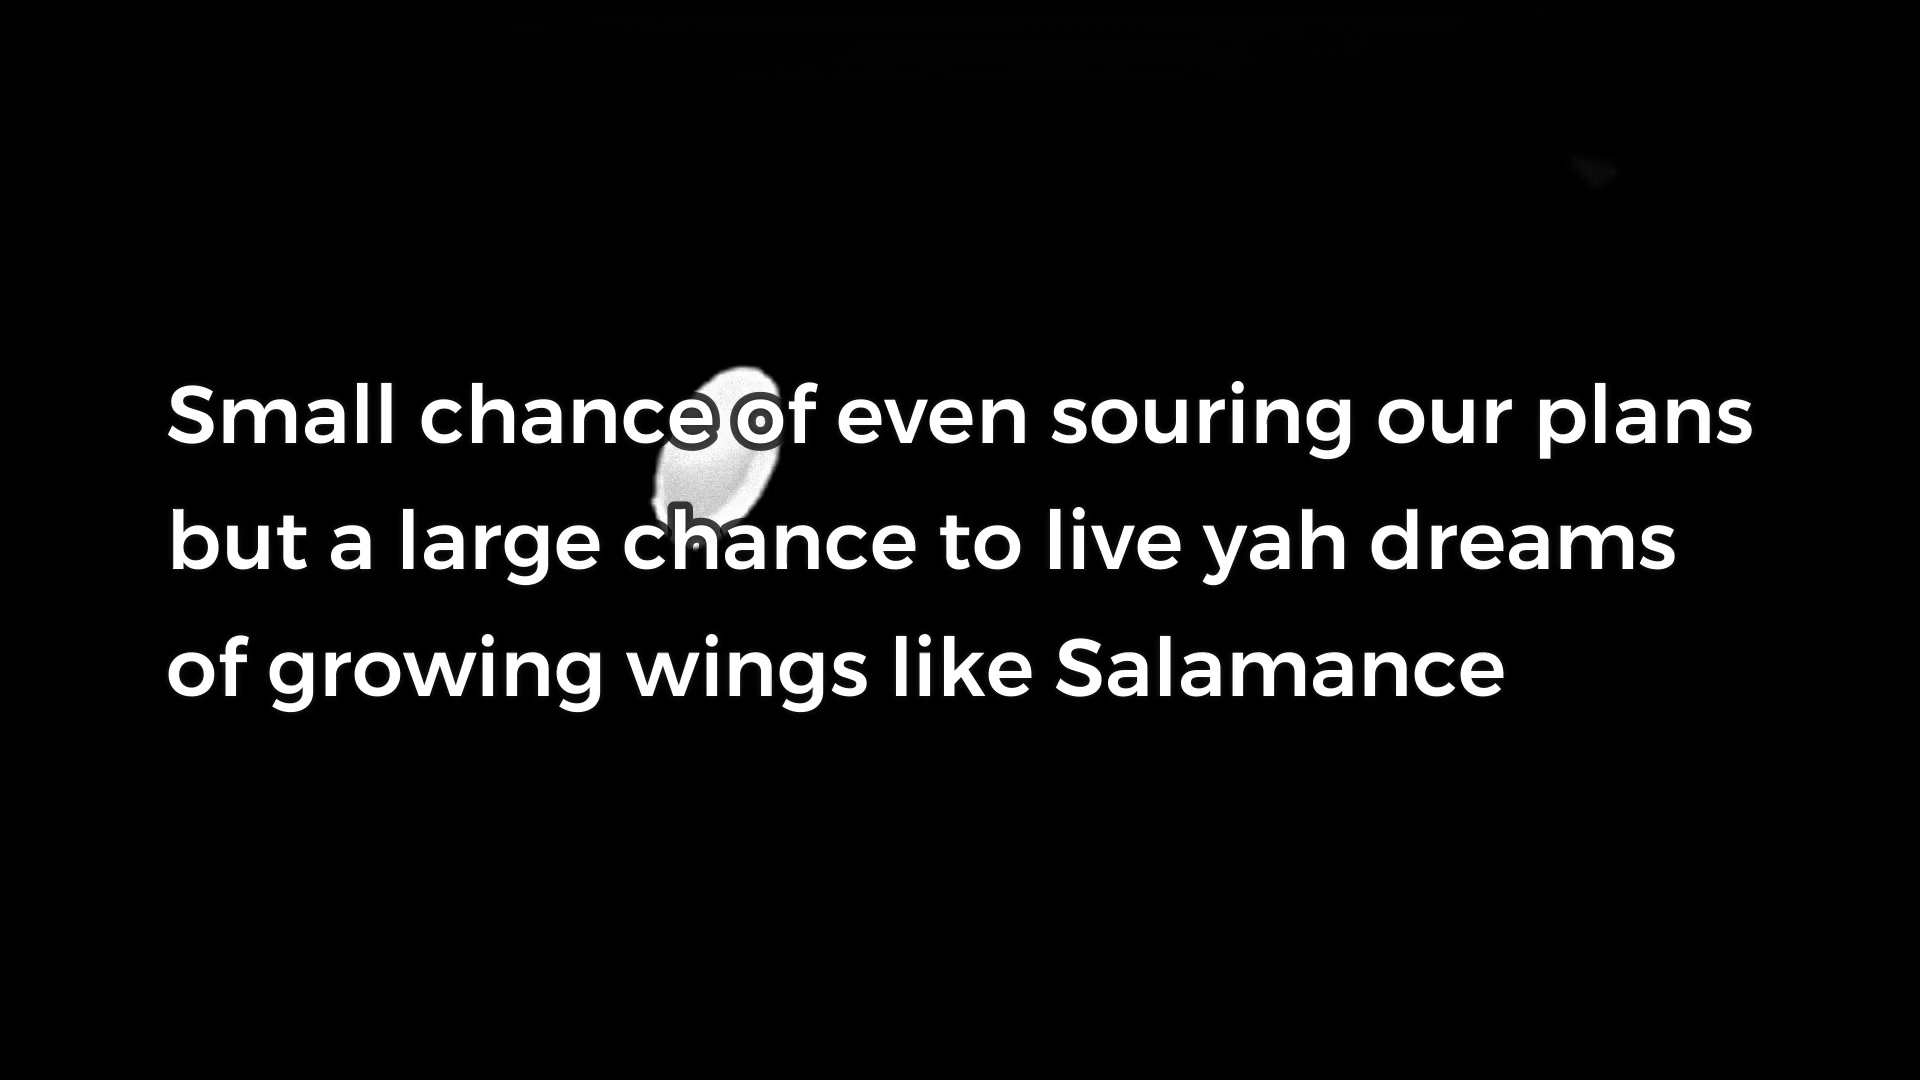 Small chance of even souring our plans
but a large chance to live yah dreams
of growing wings like Salamance